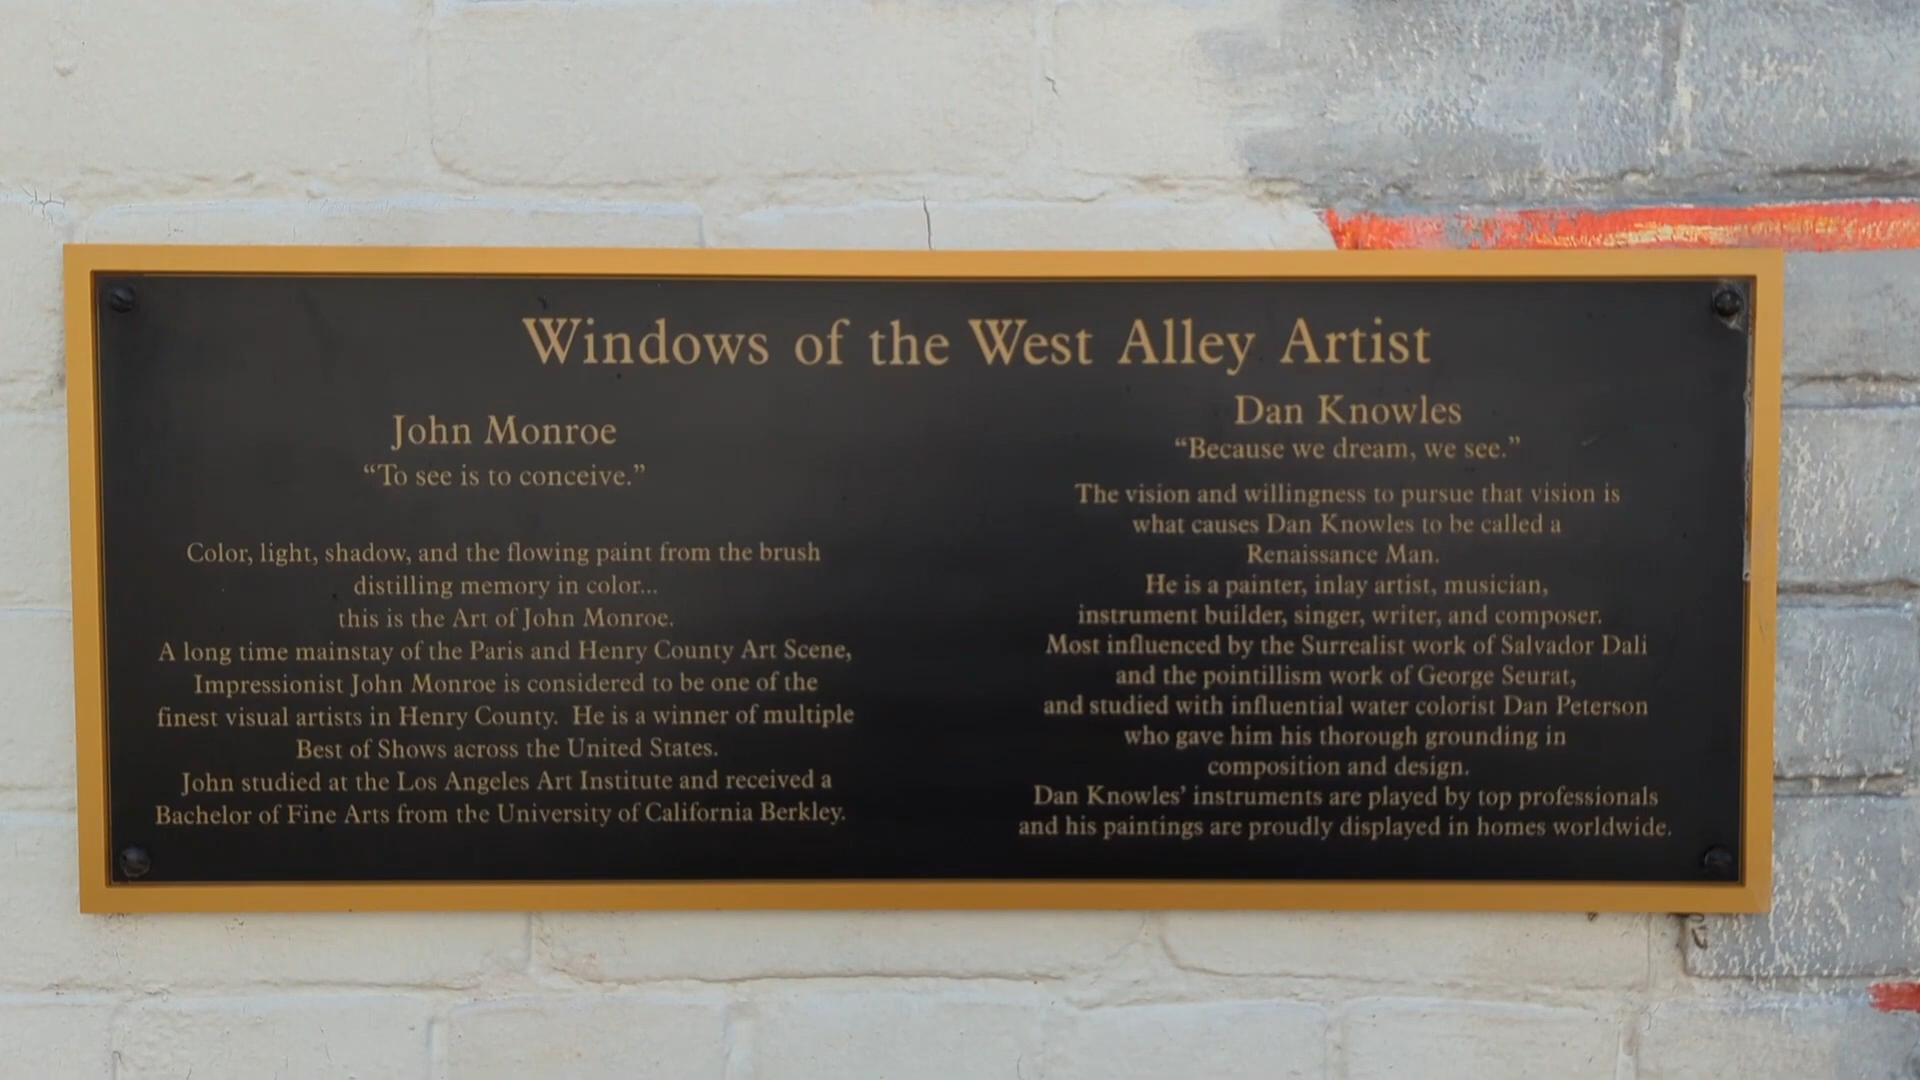 Windows of the West Alley Artist
John Monroe
“To see is to conceive.”
Color, light, shadow, and the flowing paint from the brush
distilling memory in color...
this is the Art of John Monroe.
A long time mainstay of the Paris and Henry County Art Scene,
Impressionist John Monroe is considered to be one of the
finest visual artists in Henry County. He is a winner of multiple
Best of Shows across the United States.
John studied at the Los Angeles Art Institute and received a
Bachelor of Fine Arts from the University of California Berkley.
Dan Knowles
“Because we dream, we see.”
The vision and willingness to pursue that vision is
what causes Dan Knowles to be called a
Renaissance Man.
He is a painter, inlay artist, musician,
instrument builder, singer, writer, and composer.
Most influenced by the Surrealist work of Salvador Dali
and the pointillism work of George Seurat,
and studied with influential water colorist Dan Peterson
who gave him his thorough grounding in
composition and design.
Dan Knowles’ instruments are played by top professionals
and his paintings are proudly displayed in homes worldwide.